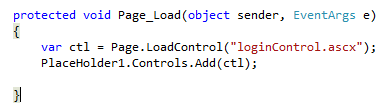 protected void Page_Load(object sender, EventArgs e)
{
    var ctl = Page.LoadControl("loginControl.ascx");
    PlaceHolder1.Controls.Add(ctl);
}